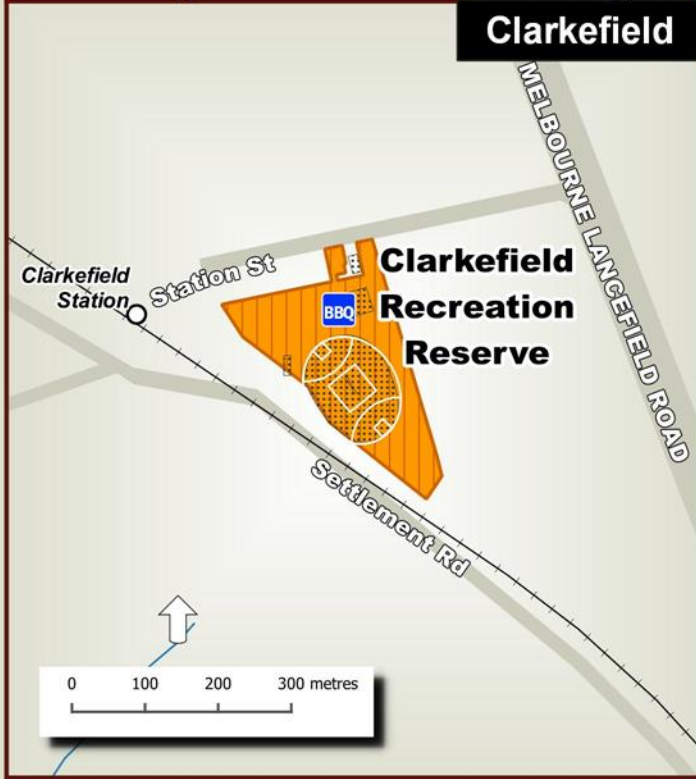 Clarkefield
MELBOURNE LANCEFIELD ROAD
Clarkefield
Station
Station St
Clarkefield
Recreation
Reserve
BBQ
Settlement Rd
0 100 200 300 metres